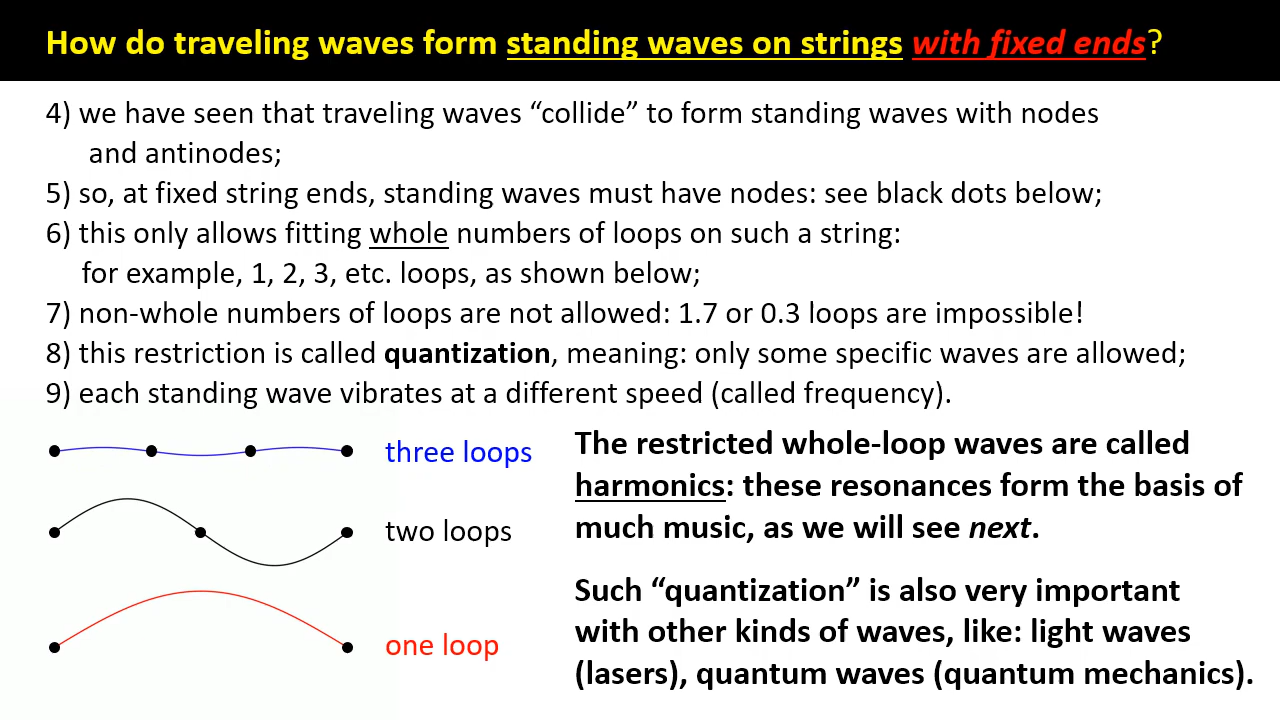 How do traveling waves form standing waves on strings with fixed ends?
4) we have seen that traveling waves “collide” to form standing waves with nodes
and antinodes;
5) so, at fixed string ends, standing waves must have nodes: see black dots below;
6) this only allows fitting whole numbers of loops on such a string:
for example, 1, 2, 3, etc. loops, as shown below;
7) non-whole numbers of loops are not allowed: 1.7 or 0.3 loops are impossible!
8) this restriction is called quantization, meaning: only some specific waves are allowed;
9) each standing wave vibrates at a different speed (called frequency).
three loops
two loops
one loop
The restricted whole-loop waves are called
harmonics: these resonances form the basis of
much music, as we will see next.
Such “quantization” is also very important
with other kinds of waves, like: light waves
(lasers), quantum waves (quantum mechanics).